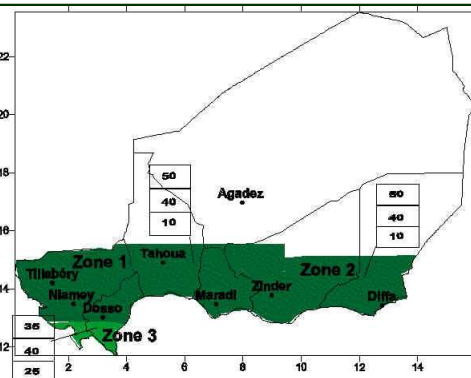 22
20
18
16
14
12
50
40
10
Agadez
50
40
10
Zone 1
Tahoua
Tillabéry
Zone 2
Zinder
Niamey
Maradi
Diffa
Dosso
35
Zone 3
40
25
2 4 6 8 10 12 14